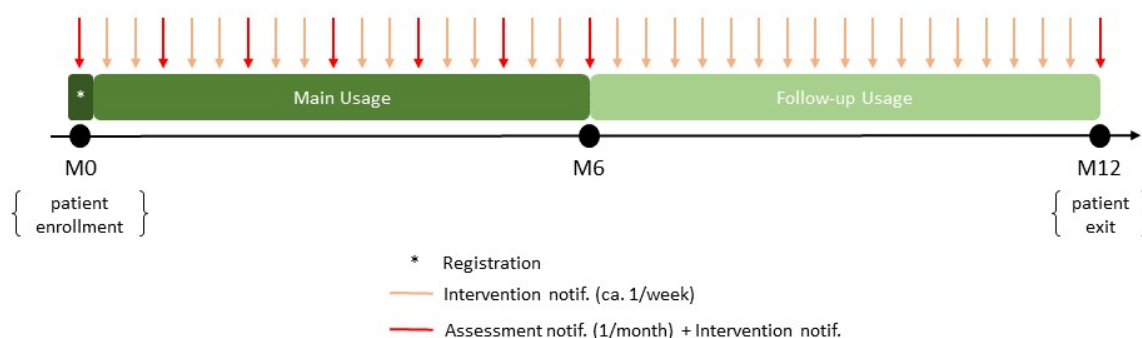 *
Main Usage
Follow-up Usage
M0
M6
M12
patient
enrollment
patient
exit
* Registration
Intervention notif. (ca. 1/week)
Assessment notif. (1/month) + Intervention notif.